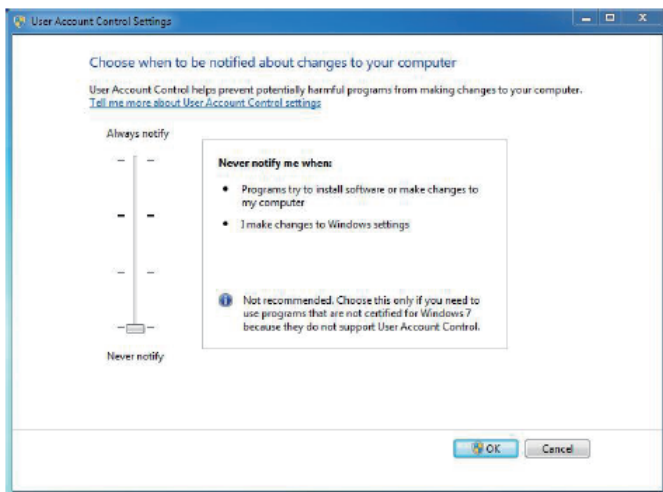 User Account Control Settings
Choose when to be notified about changes to your computer
User Account Control helps prevent potentially harmful programs from making changes to your computer.
Tell me more about User Account Control settings
Always notify
Never notify me when:
• Programs try to install software or make changes to
my computer
• I make changes to Windows settings
Not recommended. Choose this only if you need to
use programs that are not certified for Windows 7
because they do not support User Account Control.
Never notify
OK
Cancel